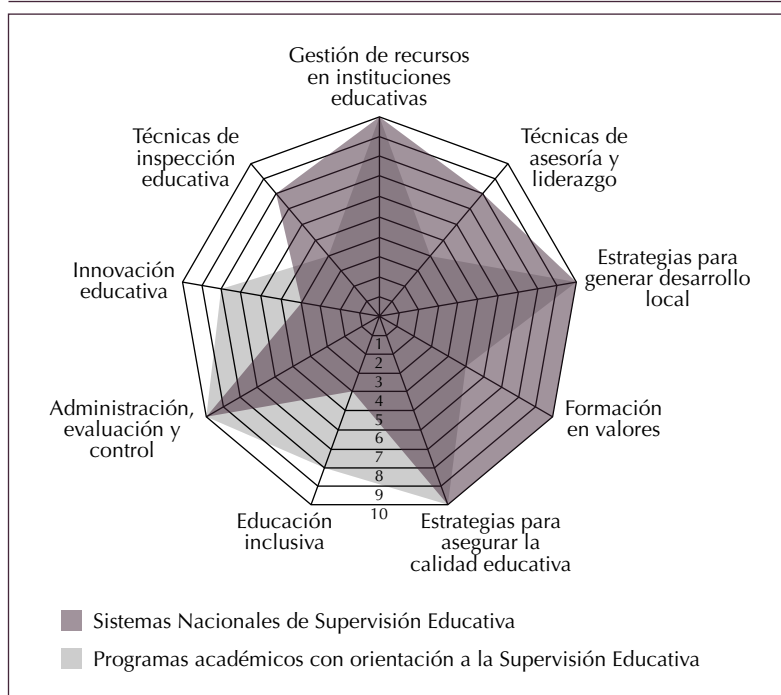 Gestión de recursos
en instituciones
educativas
Técnicas de
inspección
educativa
Técnicas de
asesoría y
liderazgo
Innovación
educativa
Estrategias para
generar desarrollo
local
1
2
3
4
5
6
7
8
9
10
Administración,
evaluación y
control
Formación
en valores
Educación
inclusiva
Estrategias para
asegurar la
calidad educativa
Sistemas Nacionales de Supervisión Educativa
Programas académicos con orientación a la Supervisión Educativa